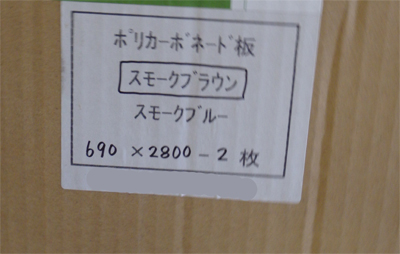 ポリカーボネード板
スモークブラウン
スモークブルー
690 ×2800-2枚